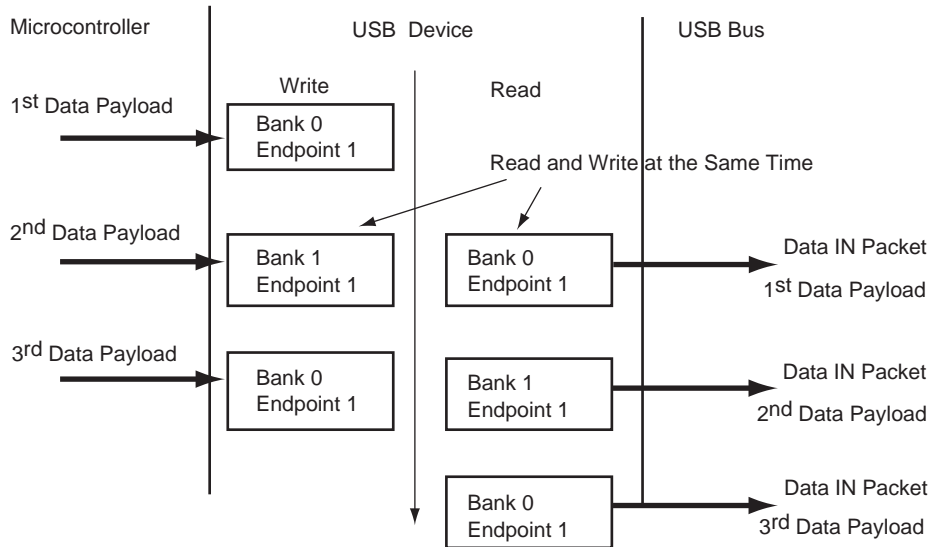 Microcontroller
USB Device
USB Bus
Write
Read
1st Data Payload
Bank 0
Endpoint 1
Read and Write at the Same Time
2nd Data Payload
Bank 1
Endpoint 1
Bank 0
Endpoint 1
Data IN Packet
1st Data Payload
3rd Data Payload
Bank 0
Endpoint 1
Bank 1
Endpoint 1
Data IN Packet
2nd Data Payload
Bank 0
Endpoint 1
Data IN Packet
3rd Data Payload